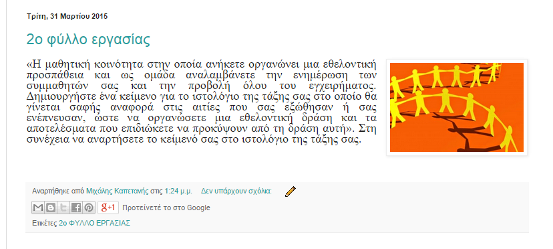 Τρίτη, 31 Μαρτίου 2015
2ο φύλλο εργασίας
«Η μαθητική κοινότητα στην οποία ανήκετε οργανώνει μια εθελοντική
προσπάθεια και ως ομάδα αναλαμβάνετε την ενημέρωση των
συμμαθητών σας και την προβολή όλου του εγχειρήματος.
Δημιουργήστε ένα κείμενο για το ιστολόγιο της τάξης σας στο οποίο θα
γίνεται σαφής αναφορά στις αιτίες που σας εξώθησαν ή σας
ενέπνευσαν, ώστε να οργανώσετε μια εθελοντική δράση και τα
αποτελέσματα που επιδιώκετε να προκύψουν από τη δράση αυτή». Στη
συνέχεια να αναρτήσετε το κείμενό σας στο ιστολόγιο της τάξης σας.
Αναρτήθηκε από Μιχάλης Καπετανής στις 1:24 μ.μ. Δεν υπάρχουν σχόλια
g+1 Προτείνετέ το στο Google
Ετικέτες 2ο ΦΥΛΛΟ ΕΡΓΑΣΙΑΣ